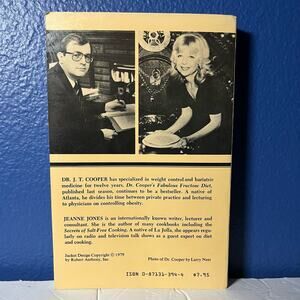 DR. J. T. COOPER has specialized in weight control and bariatric
medicine for twelve years. Dr. Cooper's Fabulous Fructose Diet,
published last season, continues to be a bestseller. A native of
Atlanta, he divides his time between private practice and lecturing
to physicians on controlling obesity.
JEANNE JONES is an internationally known writer, lecturer and
consultant. She is the author of many cookbooks including the
Secrets of Salt-Free Cooking. A native of La Jolla, she appears
regularly on radio and television talk shows as a guest expert on diet
and cooking.
Jacket Design Copyright © 1979
by Robert Anthony, Inc.
Photo of Dr. Cooper by Larry Nett
ISBN 0-87131-394-4 $7.95